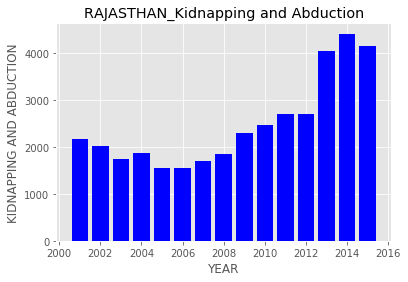 RAJASTHAN_Kidnapping and Abduction
KIDNAPPING AND ABDUCTION
4000
3000
2000
1000
0
2000 2002 2004 2006 2008 2010 2012 2014 2016
YEAR